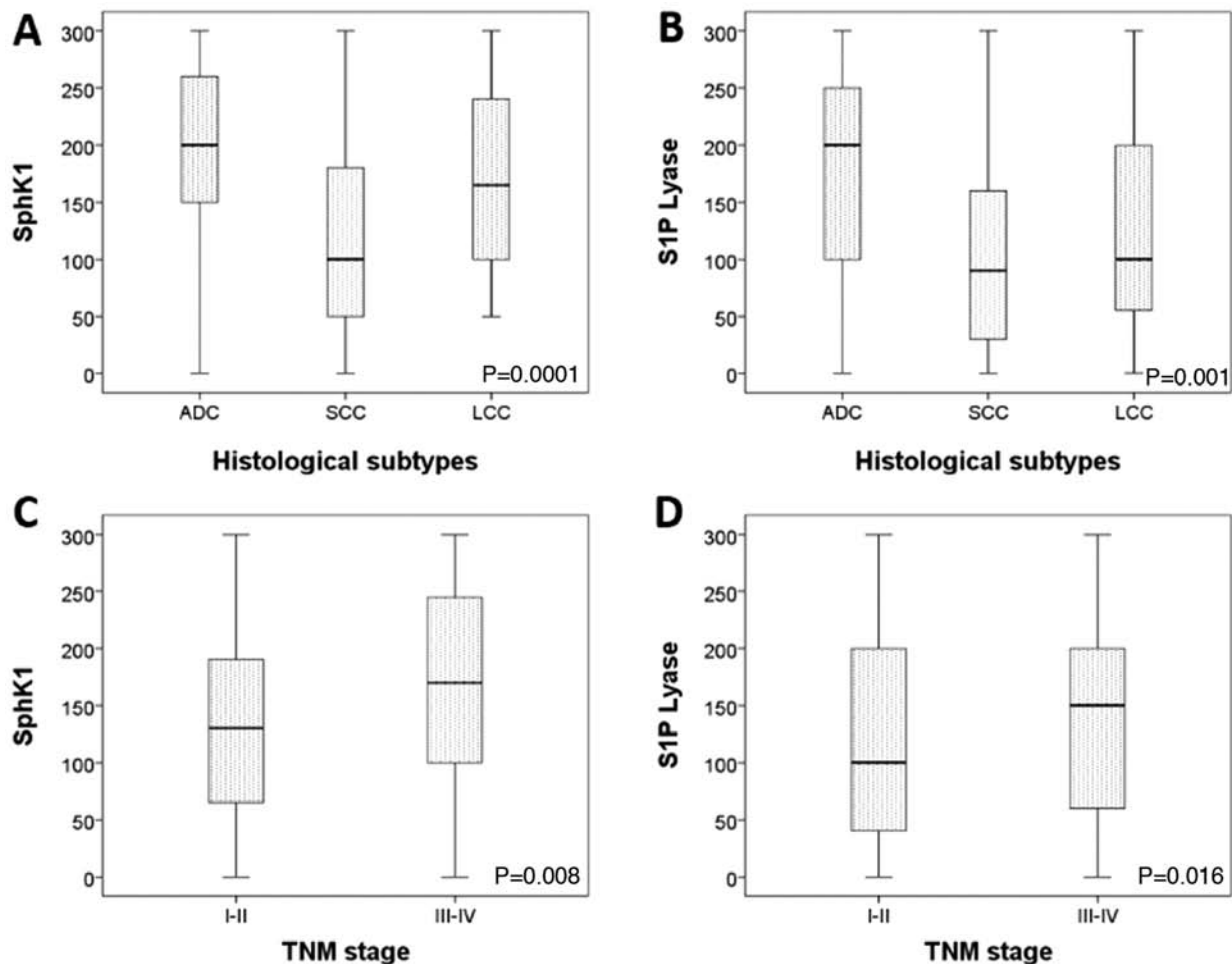 A
SphK1
300
250
200
150
100
50
0
P=0.0001
ADC SCC LCC
Histological subtypes
B
S1P Lyase
300
250
200
150
100
50
0
P=0.001
ADC SCC LCC
Histological subtypes
C
SphK1
300
250
200
150
100
50
0
P=0.008
I-II III-IV
TNM stage
D
S1P Lyase
300
250
200
150
100
50
0
P=0.016
I-II III-IV
TNM stage